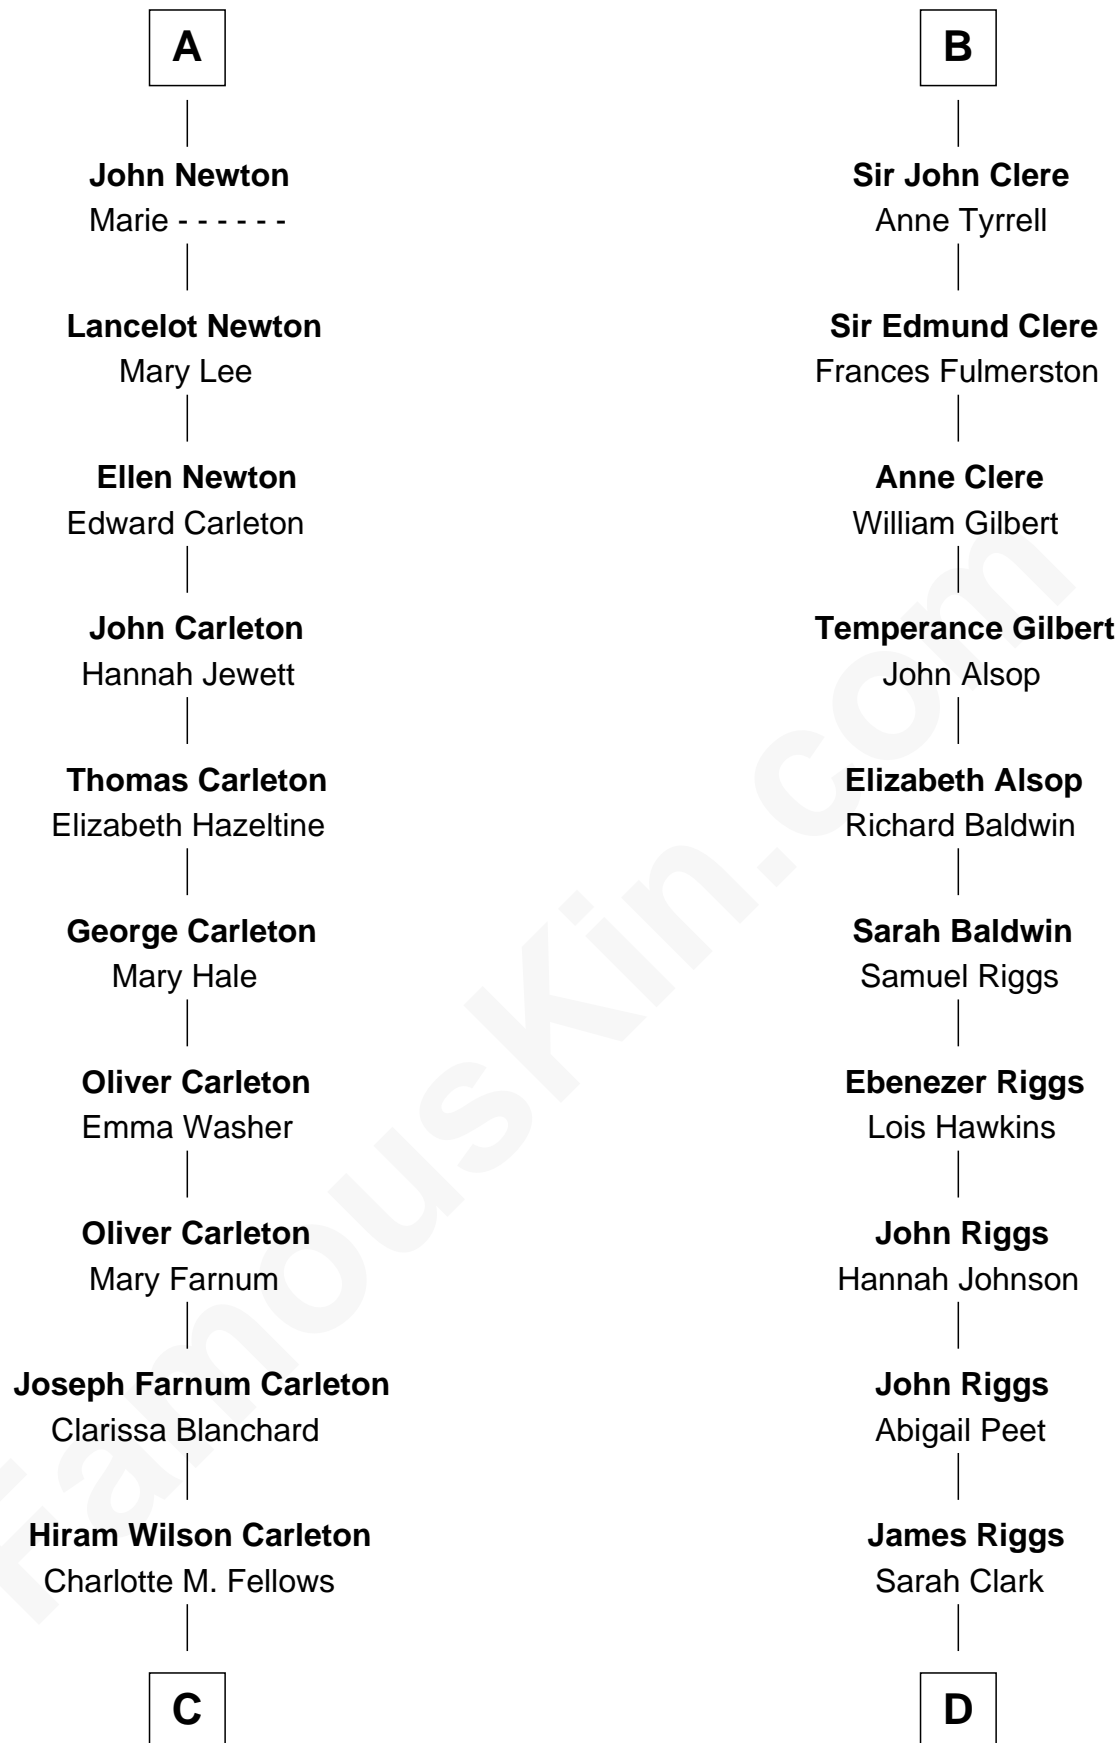 A
John Newton
Marie - - - - - -
Lancelot Newton
Mary Lee
Ellen Newton
Edward Carleton
John Carleton
Hannah Jewett
Thomas Carleton
Elizabeth Hazeltine
George Carleton
Mary Hale
Oliver Carleton
Emma Washer
Oliver Carleton
Mary Farnum
Joseph Farnum Carleton
Clarissa Blanchard
Hiram Wilson Carleton
Charlotte M. Fellows
C
B
Sir John Clere
Anne Tyrrell
Sir Edmund Clere
Frances Fulmerston
Anne Clere
William Gilbert
Temperance Gilbert
John Alsop
Elizabeth Alsop
Richard Baldwin
Sarah Baldwin
Samuel Riggs
Ebenezer Riggs
Lois Hawkins
John Riggs
Hannah Johnson
John Riggs
Abigail Peet
James Riggs
Sarah Clark
D
FamousKin.com